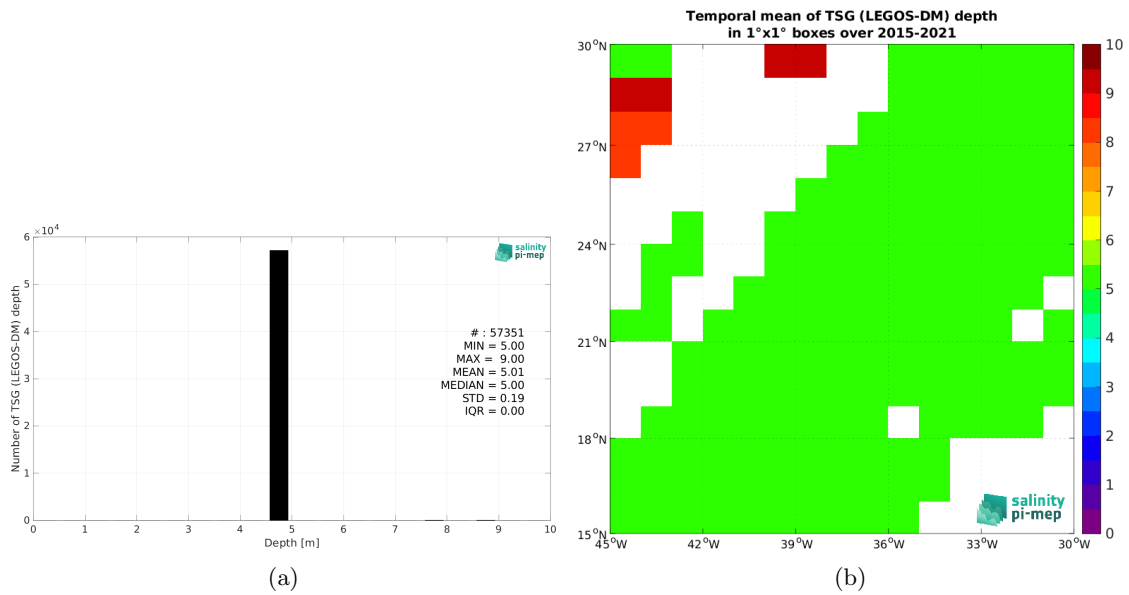 ×10⁴
6
5
4
3
2
1
0
Number of TSG (LEGOS-DM) depth
salinity
pi-mep
# : 57351
MIN = 5.00
MAX = 9.00
MEAN = 5.01
MEDIAN = 5.00
STD = 0.19
IQR = 0.00
0 1 2 3 4 5 6 7 8 9 10
Depth [m]
(a)
Temporal mean of TSG (LEGOS-DM) depth
in 1°x1° boxes over 2015-2021
30°N
27°N
24°N
21°N
18°N
15°N
45°W 42°W 39°W 36°W 33°W 30°W
salinity
pi-mep
10
9
8
7
6
5
4
3
2
1
0
(b)